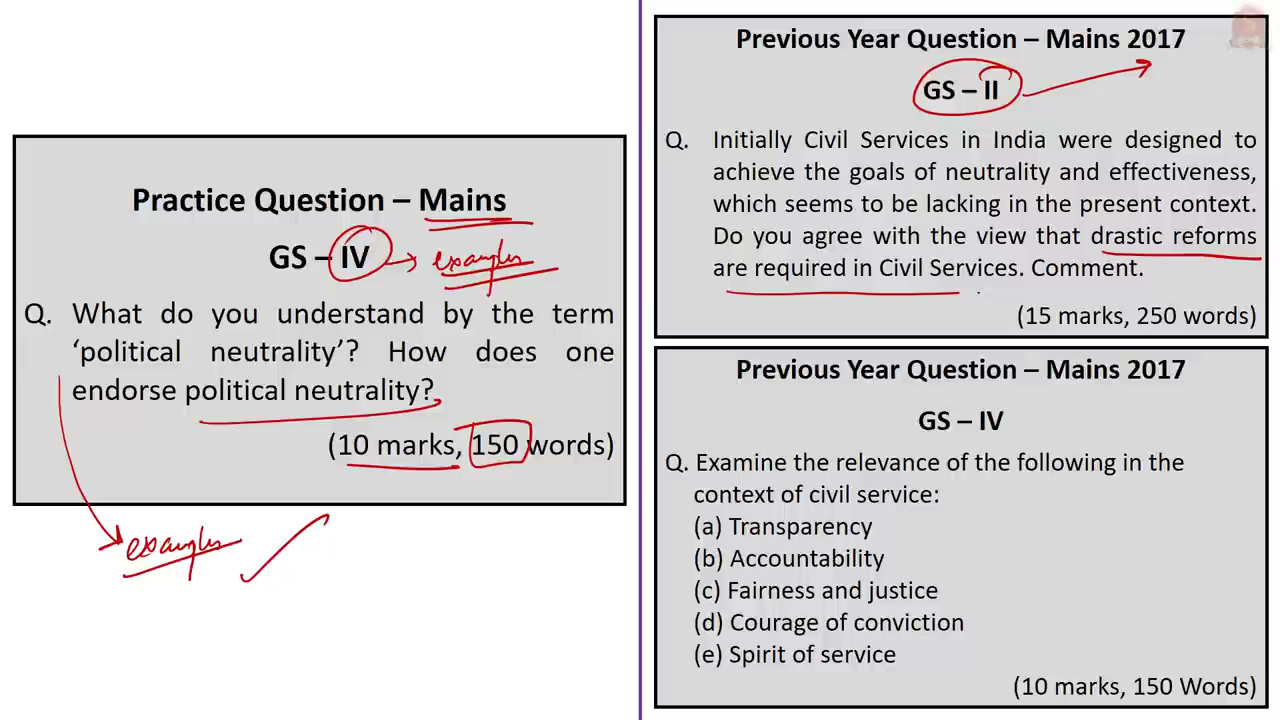 Practice Question – Mains
GS – IV → examples
Q. What do you understand by the term
‘political neutrality’? How does one
endorse political neutrality?
(10 marks, 150 words)
examples
Previous Year Question – Mains 2017
GS – II
Q. Initially Civil Services in India were designed to
achieve the goals of neutrality and effectiveness,
which seems to be lacking in the present context.
Do you agree with the view that drastic reforms
are required in Civil Services. Comment.
(15 marks, 250 words)
Previous Year Question – Mains 2017
GS – IV
Q. Examine the relevance of the following in the
context of civil service:
(a) Transparency
(b) Accountability
(c) Fairness and justice
(d) Courage of conviction
(e) Spirit of service
(10 marks, 150 Words)